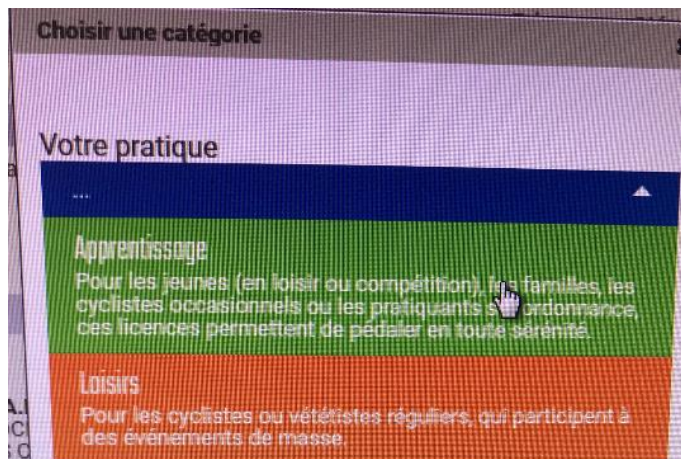 Choisir une catégorie
Votre pratique
...
Apprentissage
Pour les jeunes (en loisir ou compétition), les familles, les
cyclistes occasionnels ou les pratiquants ordonnance,
ces licences permettent de pédaler en toute sérénité.
Loisirs
Pour les cyclistes ou vététistes réguliers, qui participent à
des événements de masse.